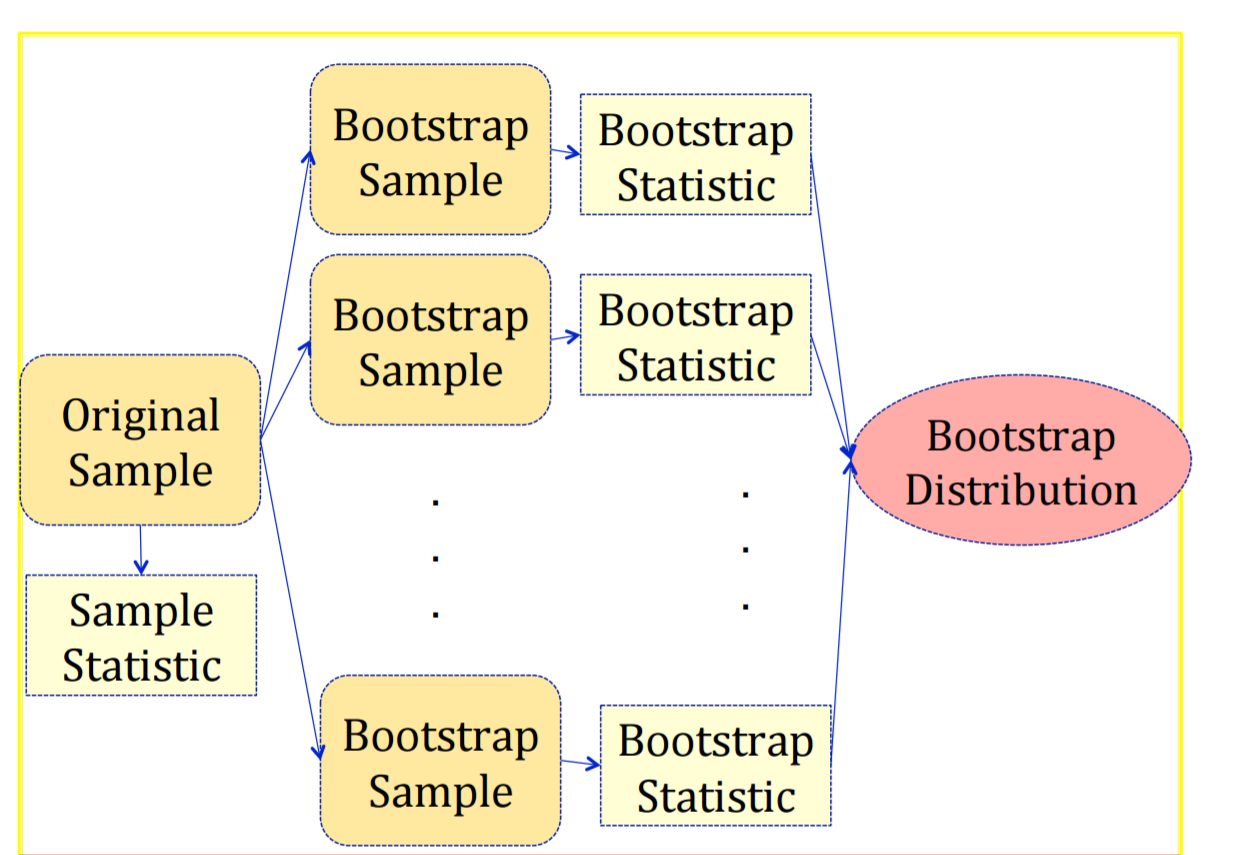 Bootstrap
Sample
Bootstrap
Statistic
Bootstrap
Sample
Bootstrap
Statistic
Original
Sample
Bootstrap
Distribution
.
.
.
.
.
.
Sample
Statistic
Bootstrap
Sample
Bootstrap
Statistic